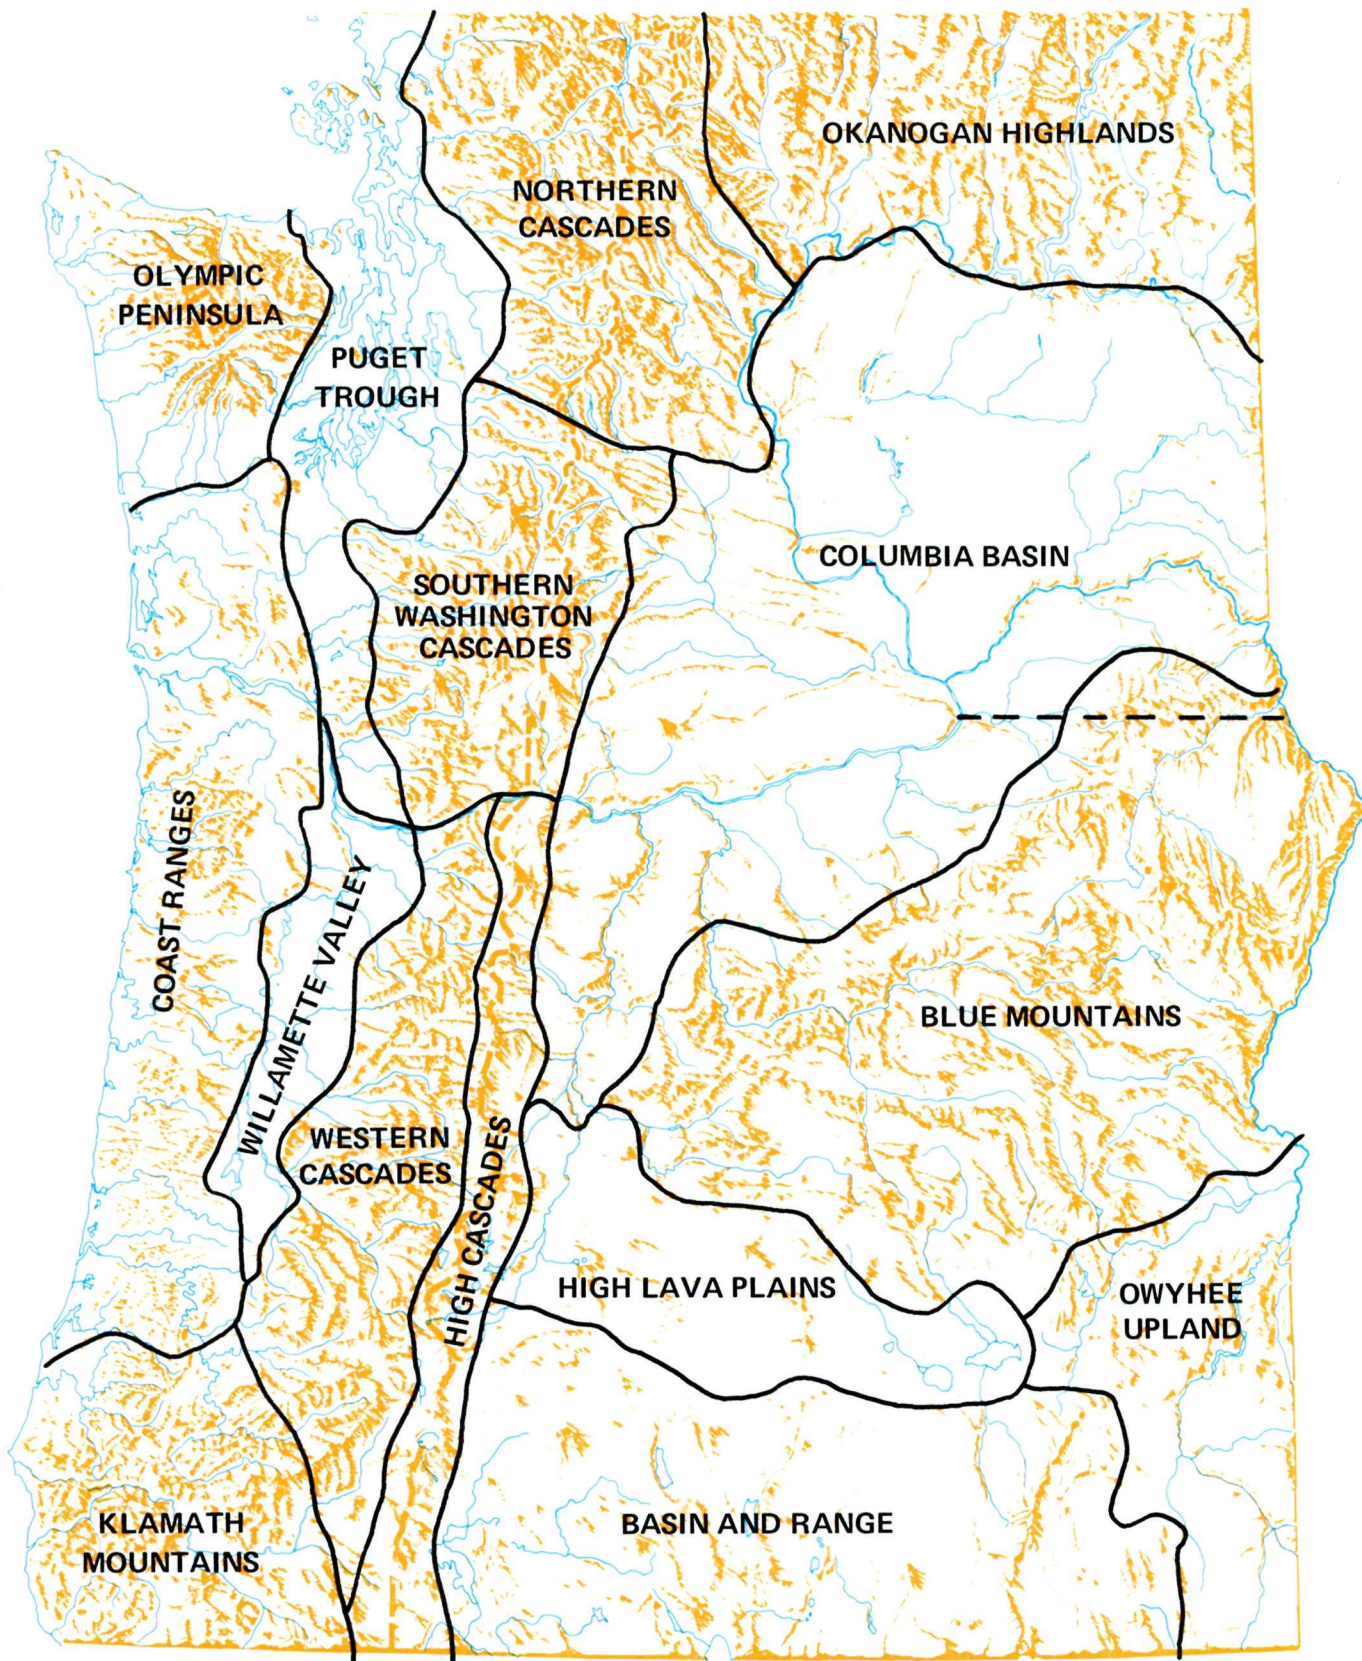 OKANOGAN HIGHLANDS
NORTHERN
CASCADES
OLYMPIC
PENINSULA
PUGET
TROUGH
COLUMBIA BASIN
SOUTHERN
WASHINGTON
CASCADES
COAST RANGES
WILLAMETTE VALLEY
BLUE MOUNTAINS
WESTERN
CASCADES
HIGH CASCADES
HIGH LAVA PLAINS
OWYHEE
UPLAND
KLAMATH
MOUNTAINS
BASIN AND RANGE